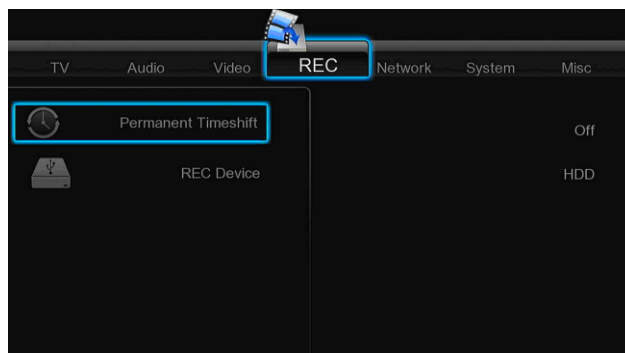 TV Audio Video REC Network System Misc
Permanent Timeshift Off
REC Device HDD